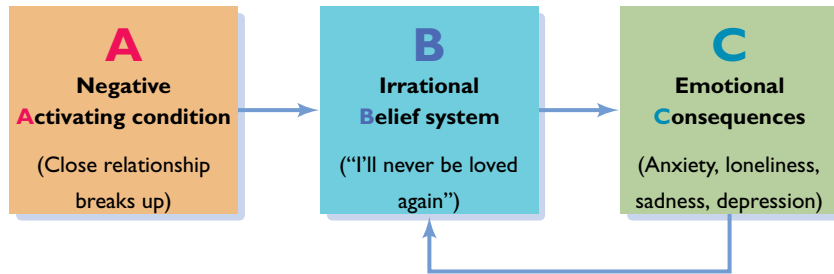 A
Negative
Activating condition
(Close relationship
breaks up)
B
Irrational
Belief system
(“I’ll never be loved
again”)
C
Emotional
Consequences
(Anxiety, loneliness,
sadness, depression)